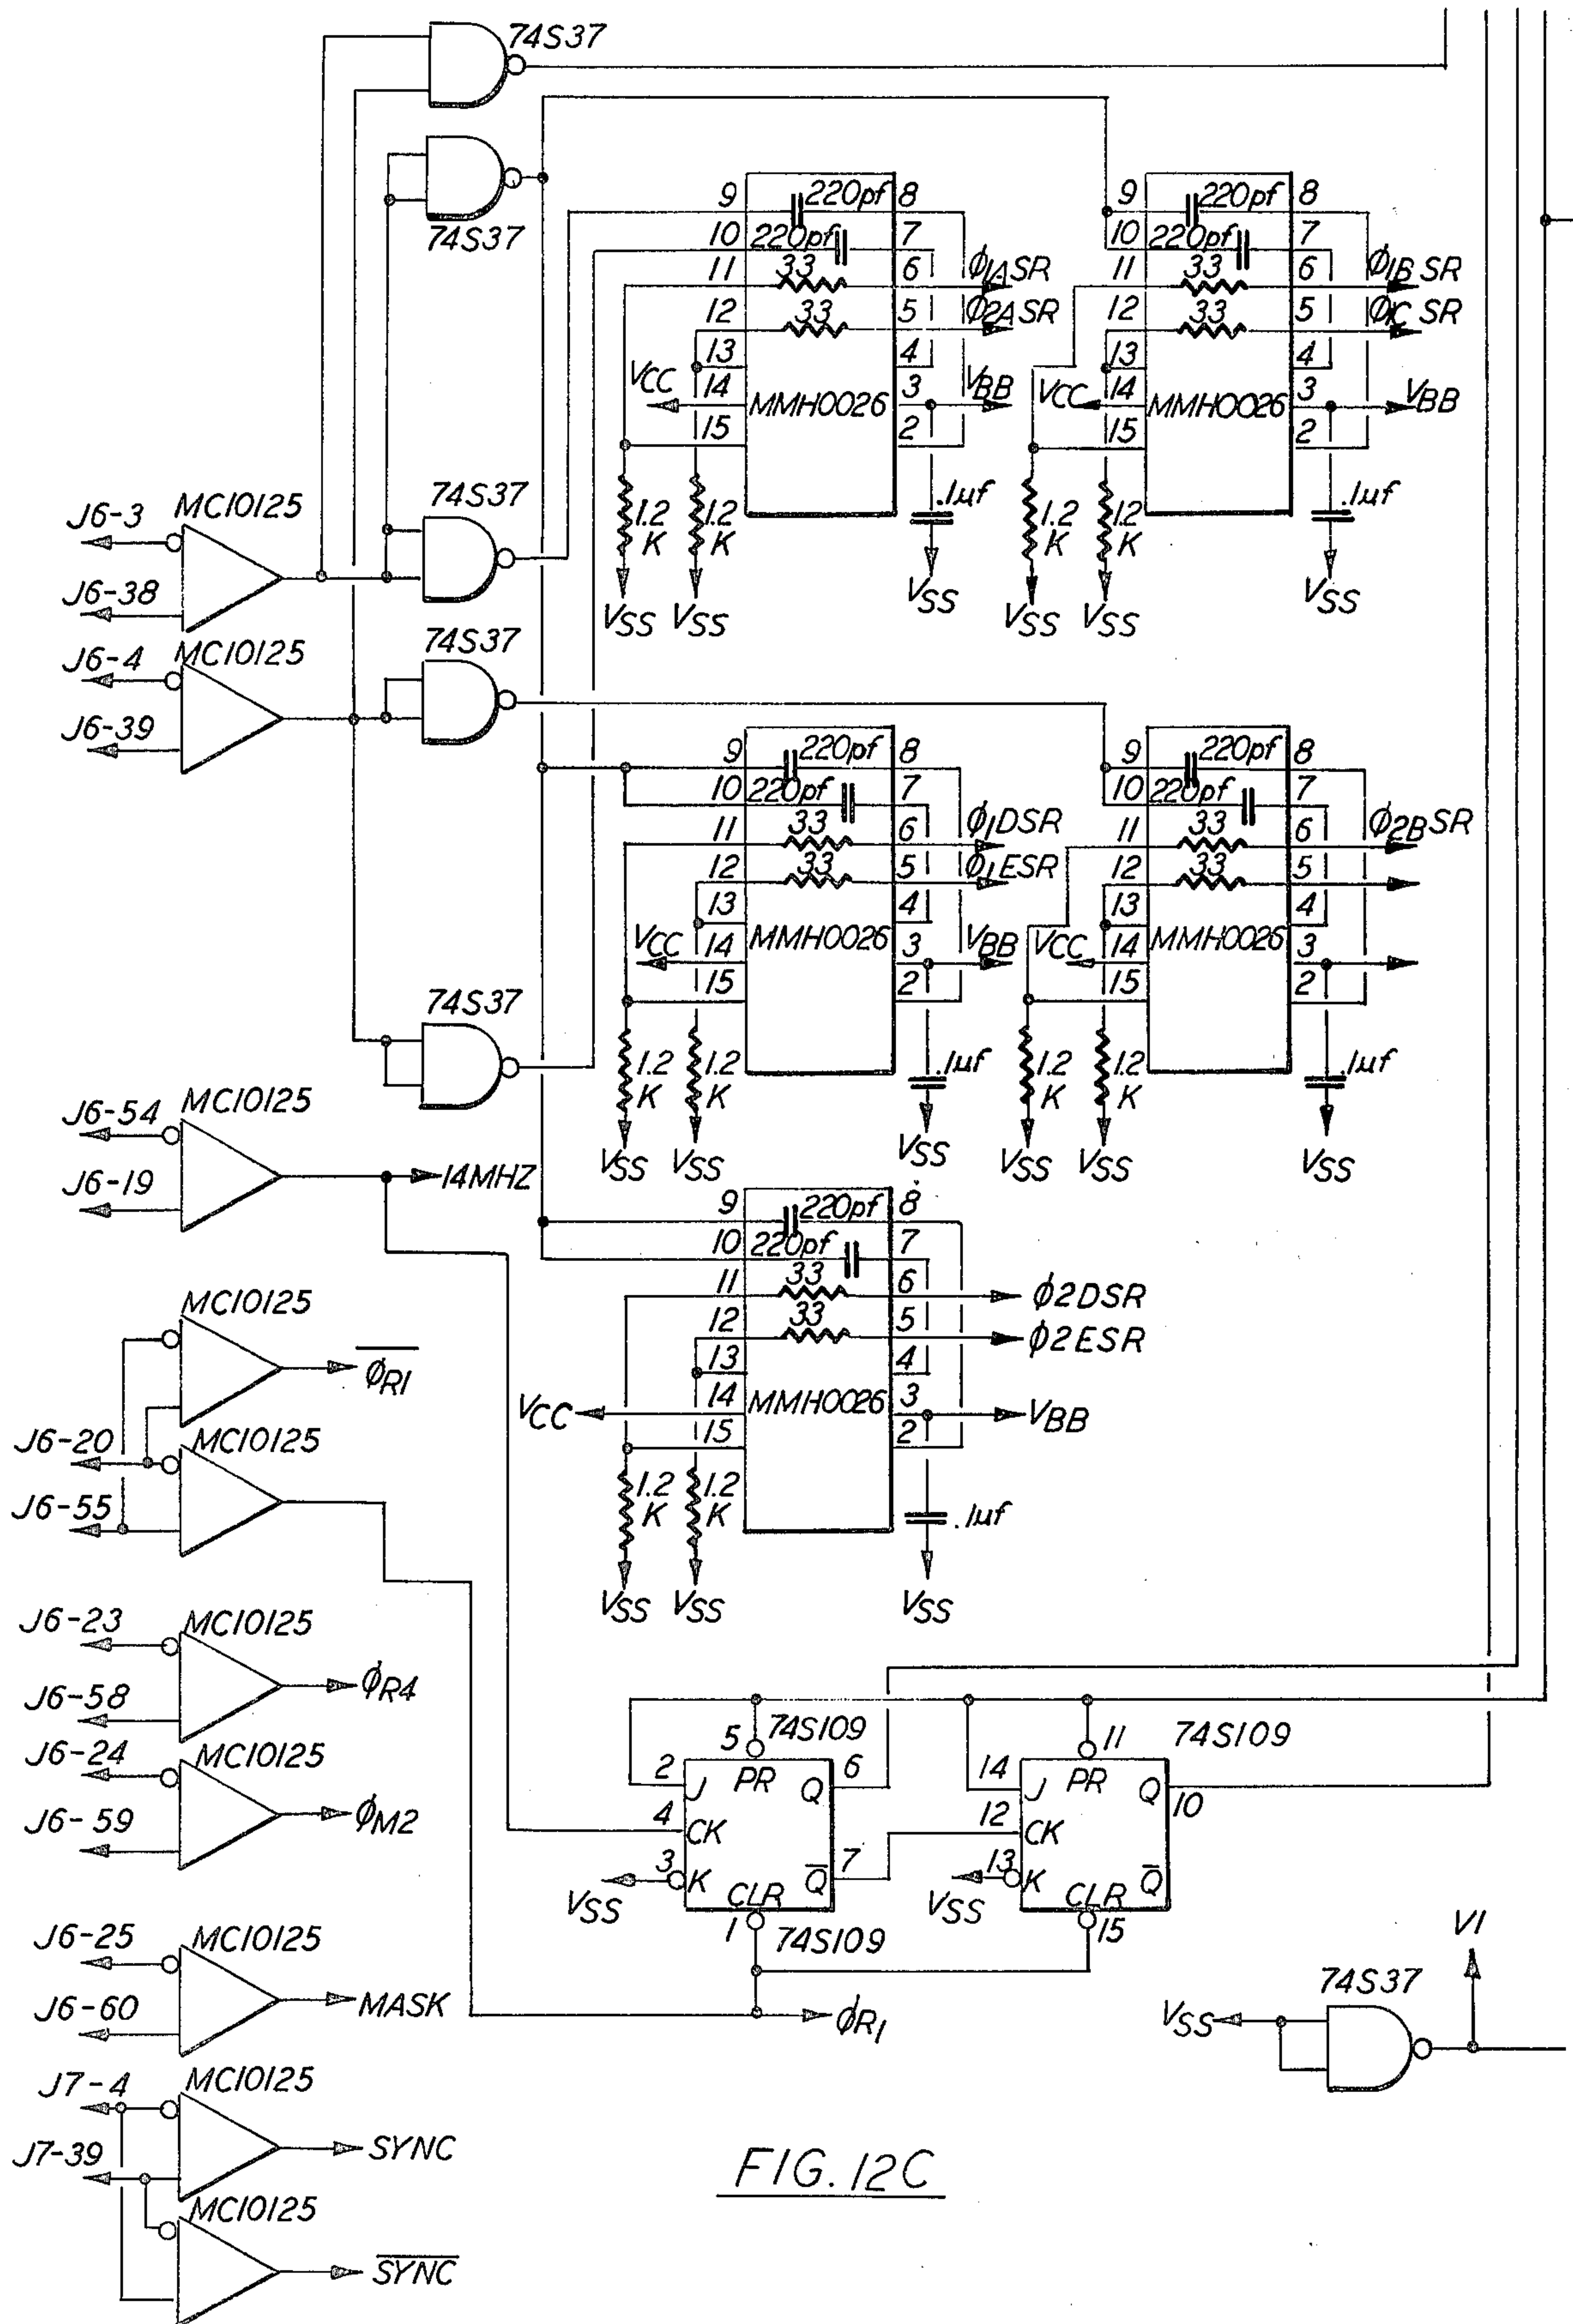 74S37
74S37
9 220pf 8
10 220pf 7
11 33 6 ϕ1ASR
12 33 5 ϕ2ASR
13 4
VCC 14 MMH0026 3 VBB
15 2
1.2 K 1.2 K .1µf
VSS VSS VSS
9 220pf 8
10 220pf 7
11 33 6 ϕ1BSR
12 33 5 ϕ1CSR
13 4
VCC 14 MMH0026 3 VBB
15 2
1.2 K 1.2 K .1µf
VSS VSS VSS
J6-3 MC10125 74S37
J6-38
J6-4 MC10125 74S37
J6-39
9 220pf 8
10 220pf 7
11 33 6 ϕ1DSR
12 33 5 ϕ1ESR
13 4
VCC 14 MMH0026 3 VBB
15 2
1.2 K 1.2 K .1µf
VSS VSS VSS
9 220pf 8
10 220pf 7
11 33 6 ϕ2BSR
12 33 5
13 4
VCC 14 MMH0026 3
15 2
1.2 K 1.2 K .1µf
VSS VSS VSS
74S37
J6-54 MC10125
14MHZ
J6-19
9 220pf 8
10 220pf 7
11 33 6 ϕ2DSR
12 33 5 ϕ2ESR
13 4
VCC 14 MMH0026 3 VBB
15 2
1.2 K 1.2 K .1µf
VSS VSS VSS
MC10125
ϕR1
J6-20 MC10125
J6-55
J6-23 MC10125
ϕR4
J6-58
J6-24 MC10125
ϕM2
J6-59
5 74S109
2 J PR Q 6
4 CK
3 K Q 7
VSS CLR
1 74S109
11 74S109
14 J PR Q 10
12 CK
13 K Q
VSS CLR
15
J6-25 MC10125
MASK
J6-60
ϕR1
V1
74S37
VSS
J7-4 MC10125
SYNC
J7-39
MC10125
SYNC
FIG. 12C